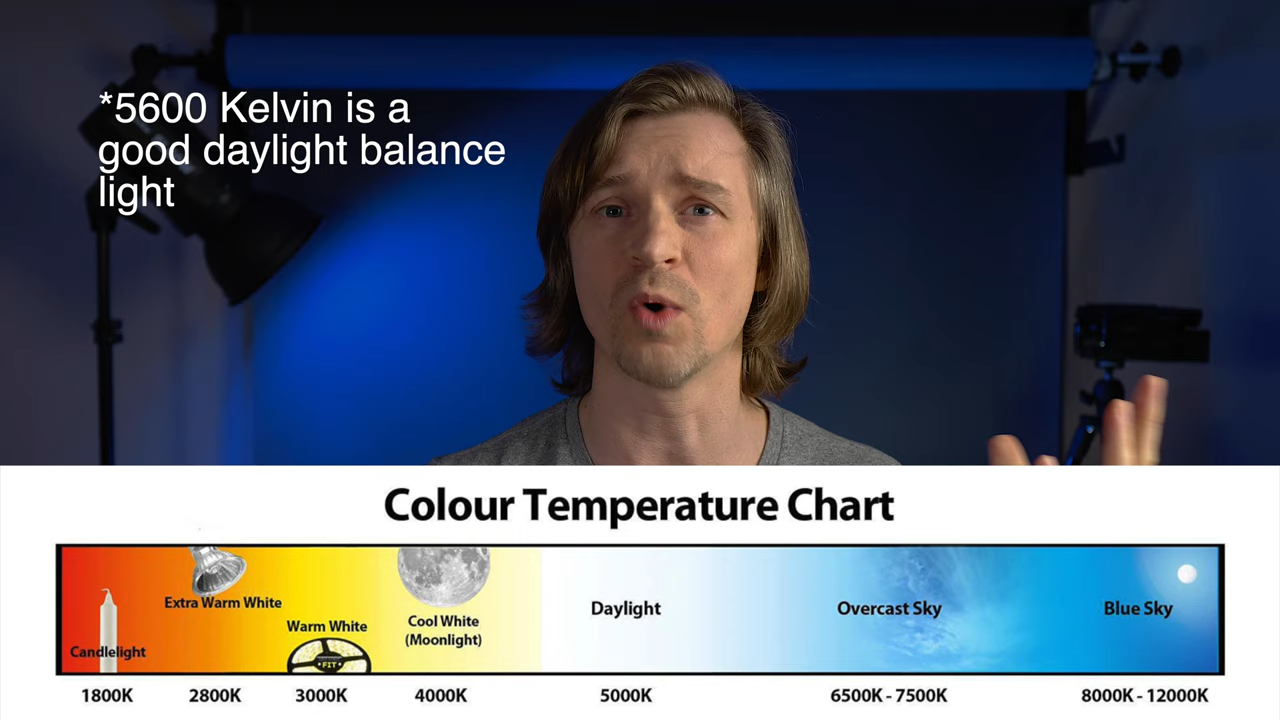 *5600 Kelvin is a
good daylight balance
light
Colour Temperature Chart
Candlelight
Extra Warm White
Warm White
FIT
Cool White
(Moonlight)
Daylight
Overcast Sky
Blue Sky
1800K
2800K
3000K
4000K
5000K
6500K - 7500K
8000K - 12000K